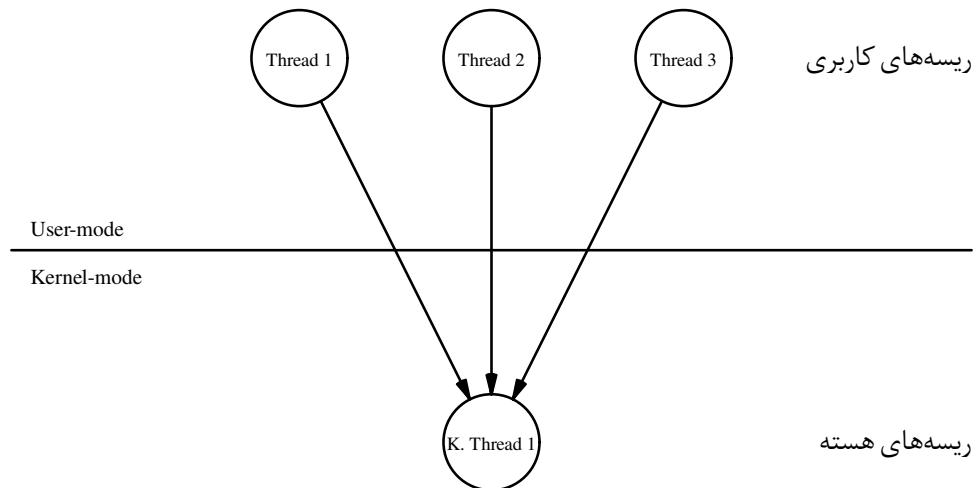 Thread 1
Thread 2
Thread 3
ریسه‌های کاربری
User-mode
Kernel-mode
K. Thread 1
ریسه‌های هسته